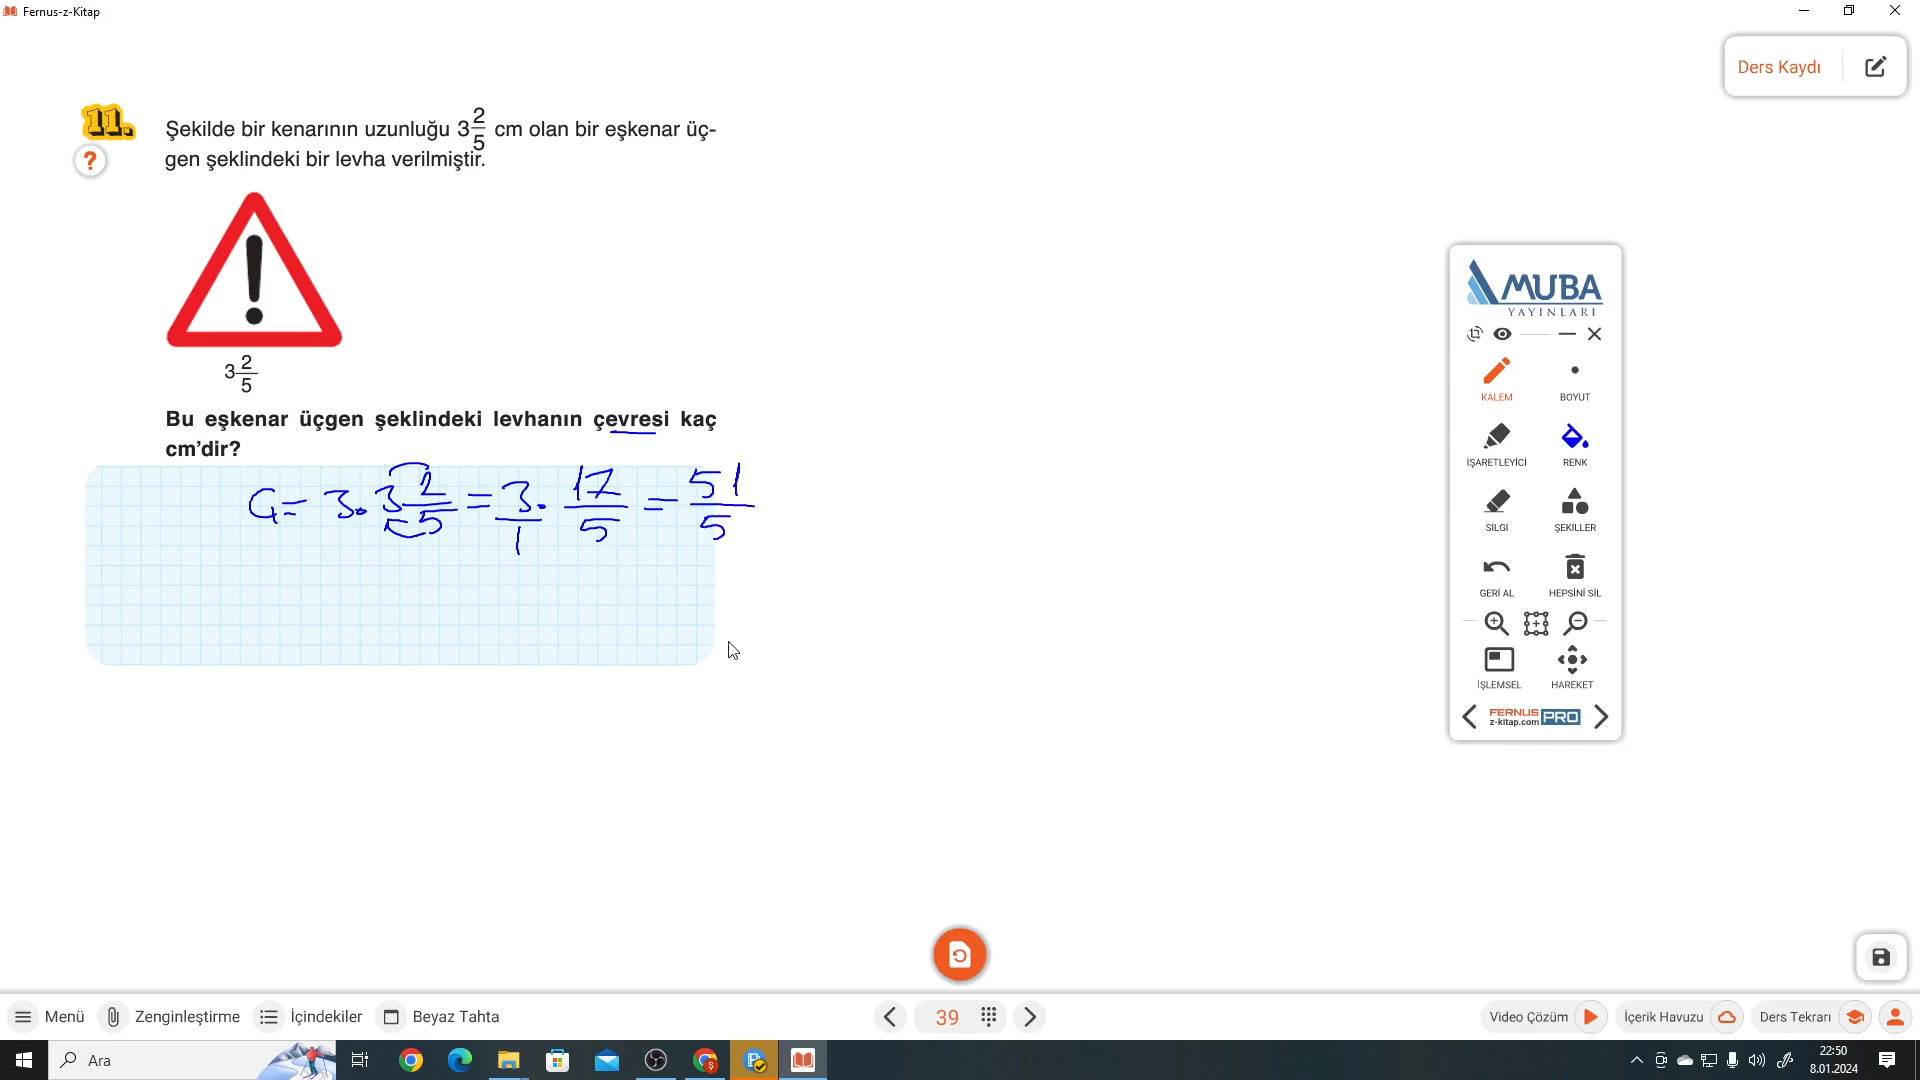 Fernus-z-Kitap
Ders Kaydı
11.
?
Şekilde bir kenarının uzunluğu 3 2/5 cm olan bir eşkenar üç-
gen şeklindeki bir levha verilmiştir.
!
3 2/5
Bu eşkenar üçgen şeklindeki levhanın çevresi kaç
cm'dir?
Ç= 3. 3 2/5 = 3/1 . 17/5 = 51/5
MUBA
YAYINLARI
KALEM
BOYUT
İŞARETLEYİCİ
RENK
SİLGİ
ŞEKİLLER
GERİ AL
HEPSİNİ SİL
İŞLEMSEL
HAREKET
FERNUS
z-kitap.com PRO
Menü
Zenginleştirme
İçindekiler
Beyaz Tahta
39
Video Çözüm
İçerik Havuzu
Ders Tekrarı
Ara
22:50
8.01.2024